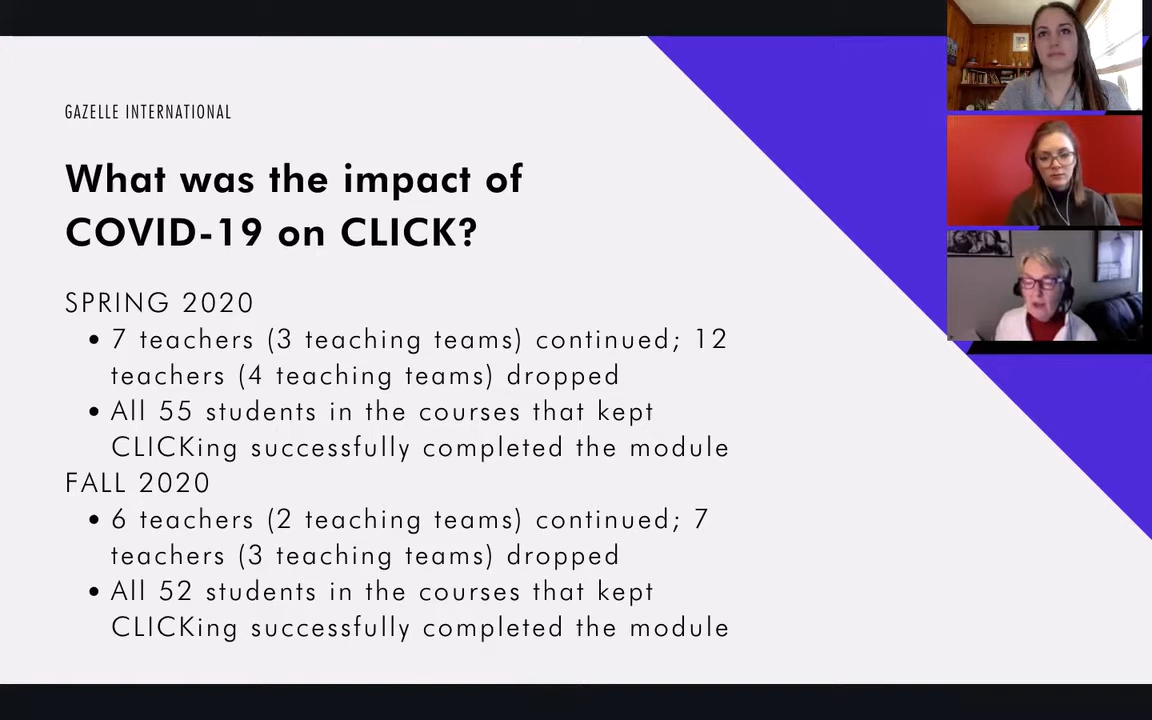 GAZELLE INTERNATIONAL
What was the impact of
COVID-19 on CLICK?
SPRING 2020
• 7 teachers (3 teaching teams) continued; 12
teachers (4 teaching teams) dropped
• All 55 students in the courses that kept
CLICKing successfully completed the module
FALL 2020
• 6 teachers (2 teaching teams) continued; 7
teachers (3 teaching teams) dropped
• All 52 students in the courses that kept
CLICKing successfully completed the module